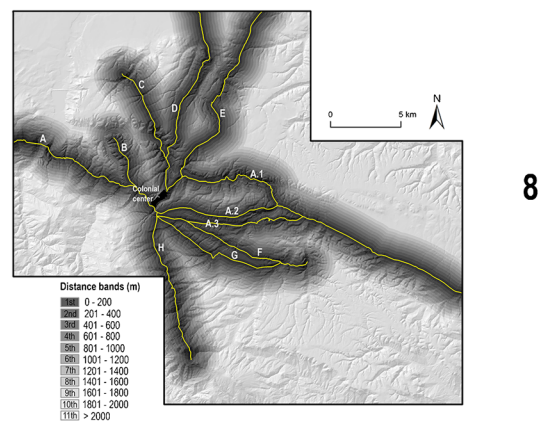 C
D
E
A
B
A.1
Colonial
center
A.2
A.3
H
F
G
0 5 km
N
8
Distance bands (m)
1st 0 - 200
2nd 201 - 400
3rd 401 - 600
4th 601 - 800
5th 801 - 1000
6th 1001 - 1200
7th 1201 - 1400
8th 1401 - 1600
9th 1601 - 1800
10th 1801 - 2000
11th > 2000